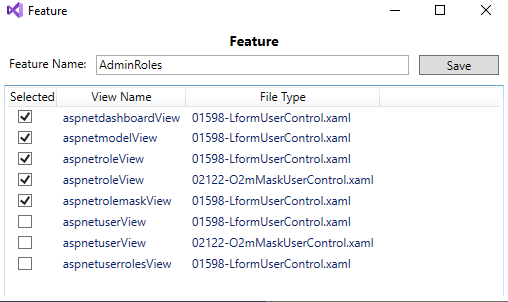 Feature
Feature
Feature Name: AdminRoles Save
Selected View Name File Type
aspnetdashboardView 01598-LformUserControl.xaml
aspnetmodelView 01598-LformUserControl.xaml
aspnetroleView 01598-LformUserControl.xaml
aspnetroleView 02122-O2mMaskUserControl.xaml
aspnetrolemaskView 01598-LformUserControl.xaml
aspnetuserView 01598-LformUserControl.xaml
aspnetuserView 02122-O2mMaskUserControl.xaml
aspnetuserrolesView 01598-LformUserControl.xaml